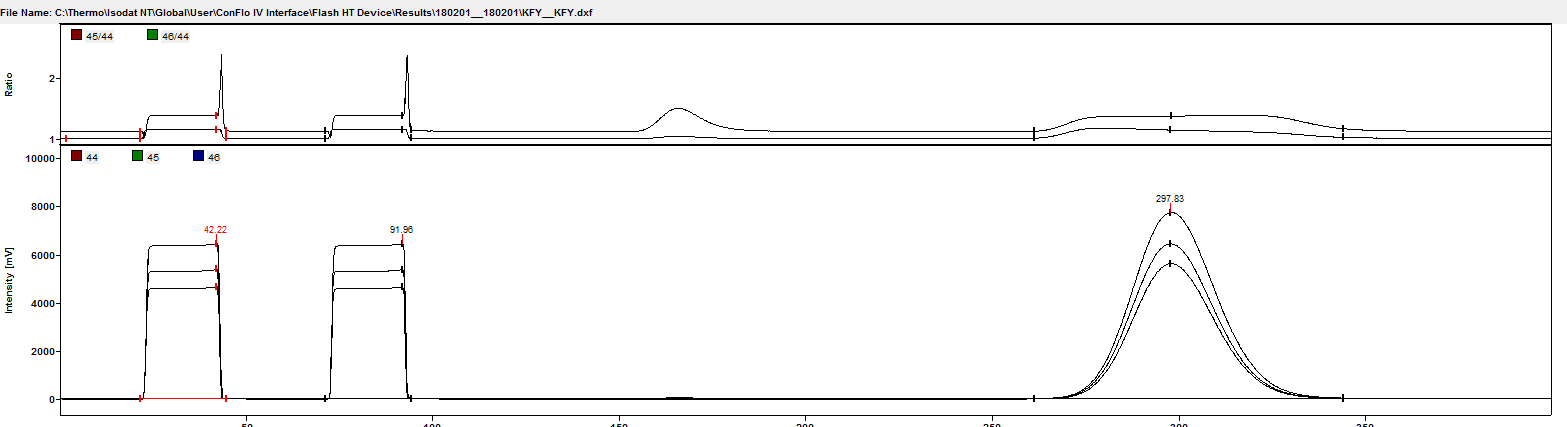 File Name: C:\Thermo\Isodat NT\Global\User\ConFlo IV Interface\Flash HT Device\Results\180201__180201\KFY__KFY.dxf
45/44 46/44
Ratio
2
1
44 45 46
Intensity [mV]
10000
8000
6000
4000
2000
0
42.22 91.96 297.83
50 100 150 200 250 300 350